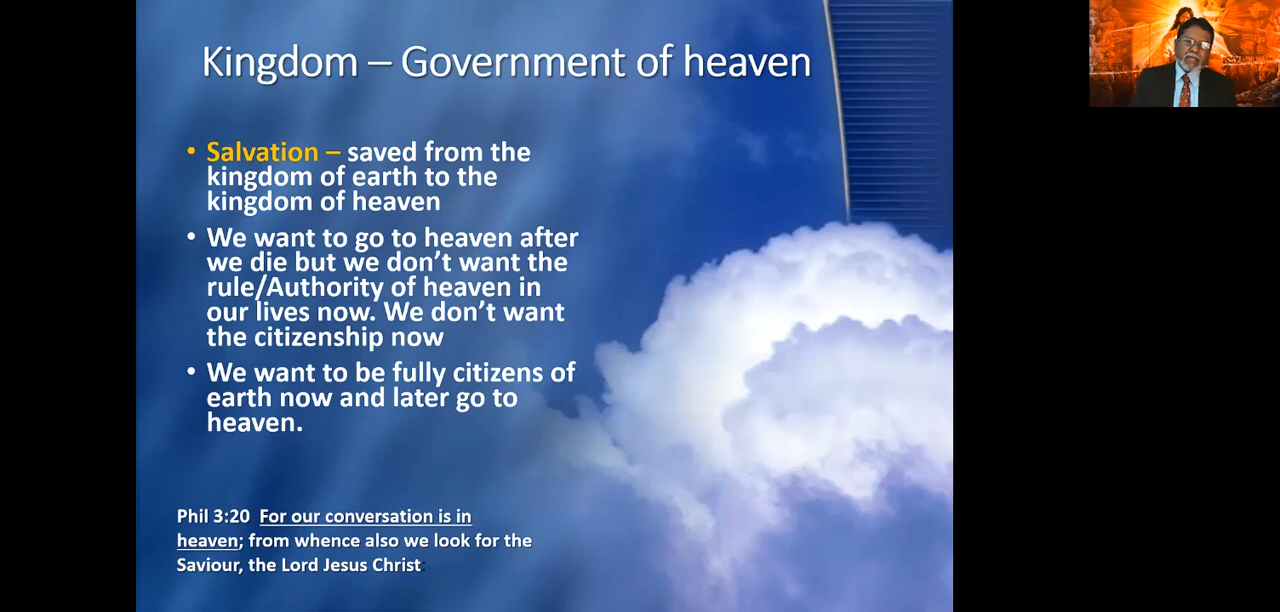 Kingdom – Government of heaven
• Salvation – saved from the
kingdom of earth to the
kingdom of heaven
• We want to go to heaven after
we die but we don’t want the
rule/Authority of heaven in
our lives now. We don’t want
the citizenship now
• We want to be fully citizens of
earth now and later go to
heaven.
Phil 3:20 For our conversation is in
heaven; from whence also we look for the
Saviour, the Lord Jesus Christ: